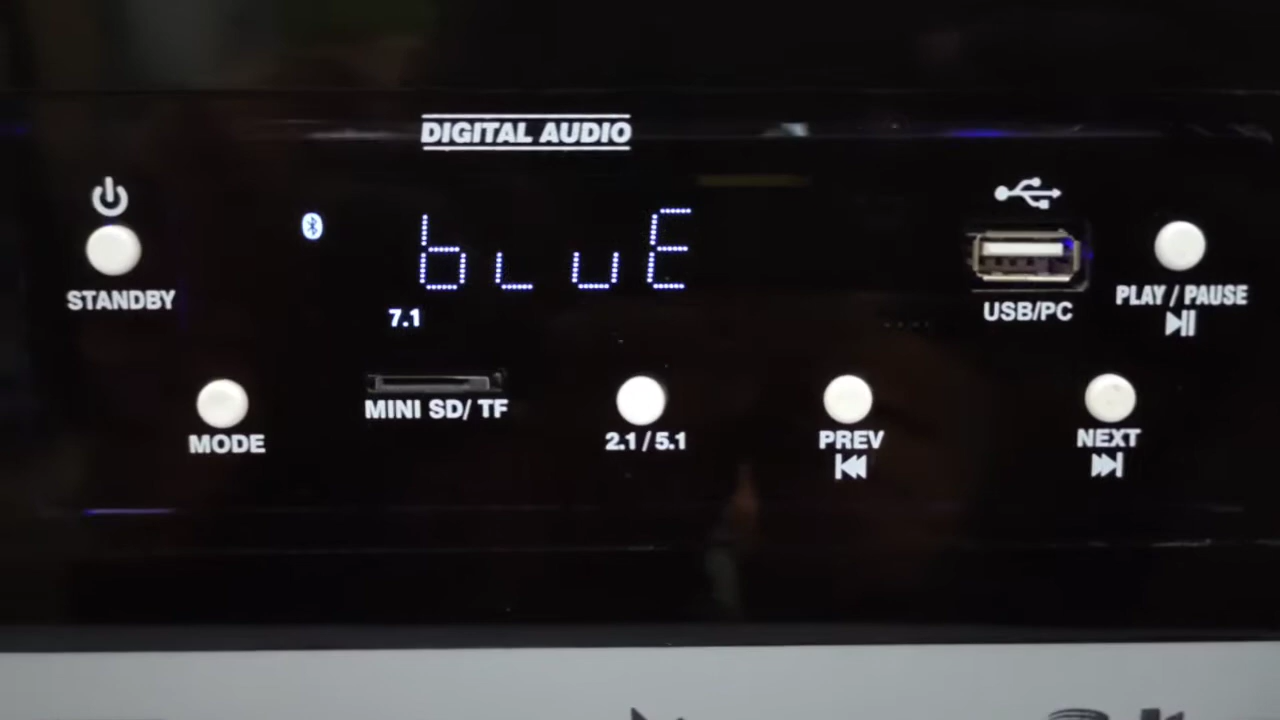 DIGITAL AUDIO
bluE
STANDBY
7.1
USB/PC
PLAY / PAUSE
MINI SD/ TF
MODE
2.1 / 5.1
PREV
NEXT